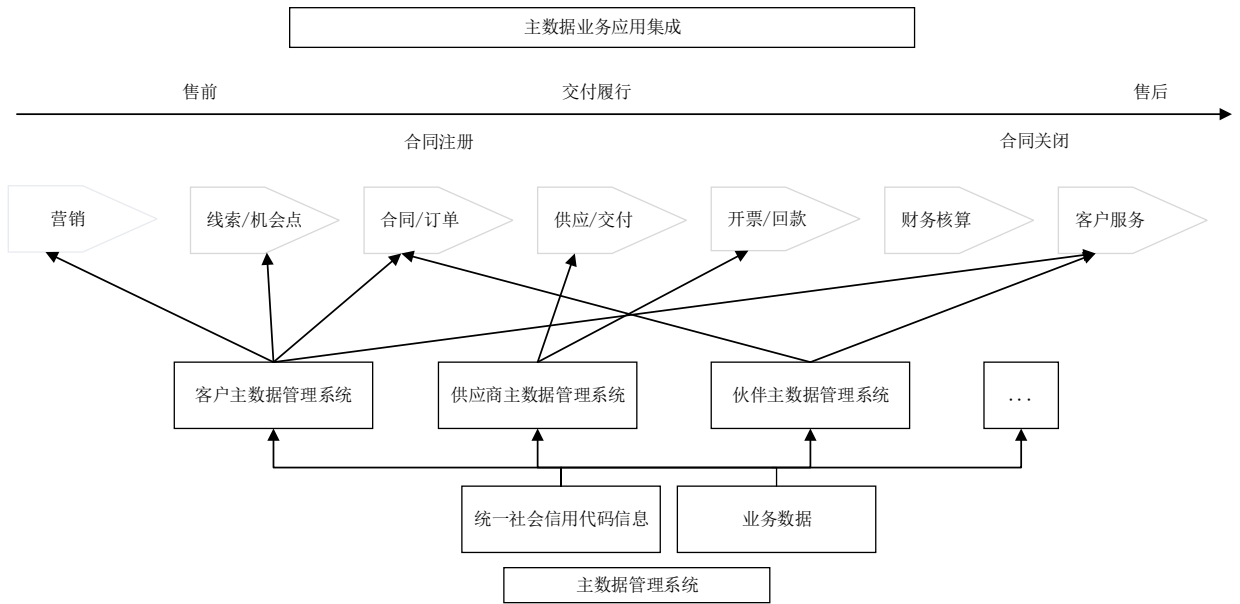 主数据业务应用集成
售前
交付履行
售后
合同注册
合同关闭
营销
线索/机会点
合同/订单
供应/交付
开票/回款
财务核算
客户服务
客户主数据管理系统
供应商主数据管理系统
伙伴主数据管理系统
...
统一社会信用代码信息
业务数据
主数据管理系统